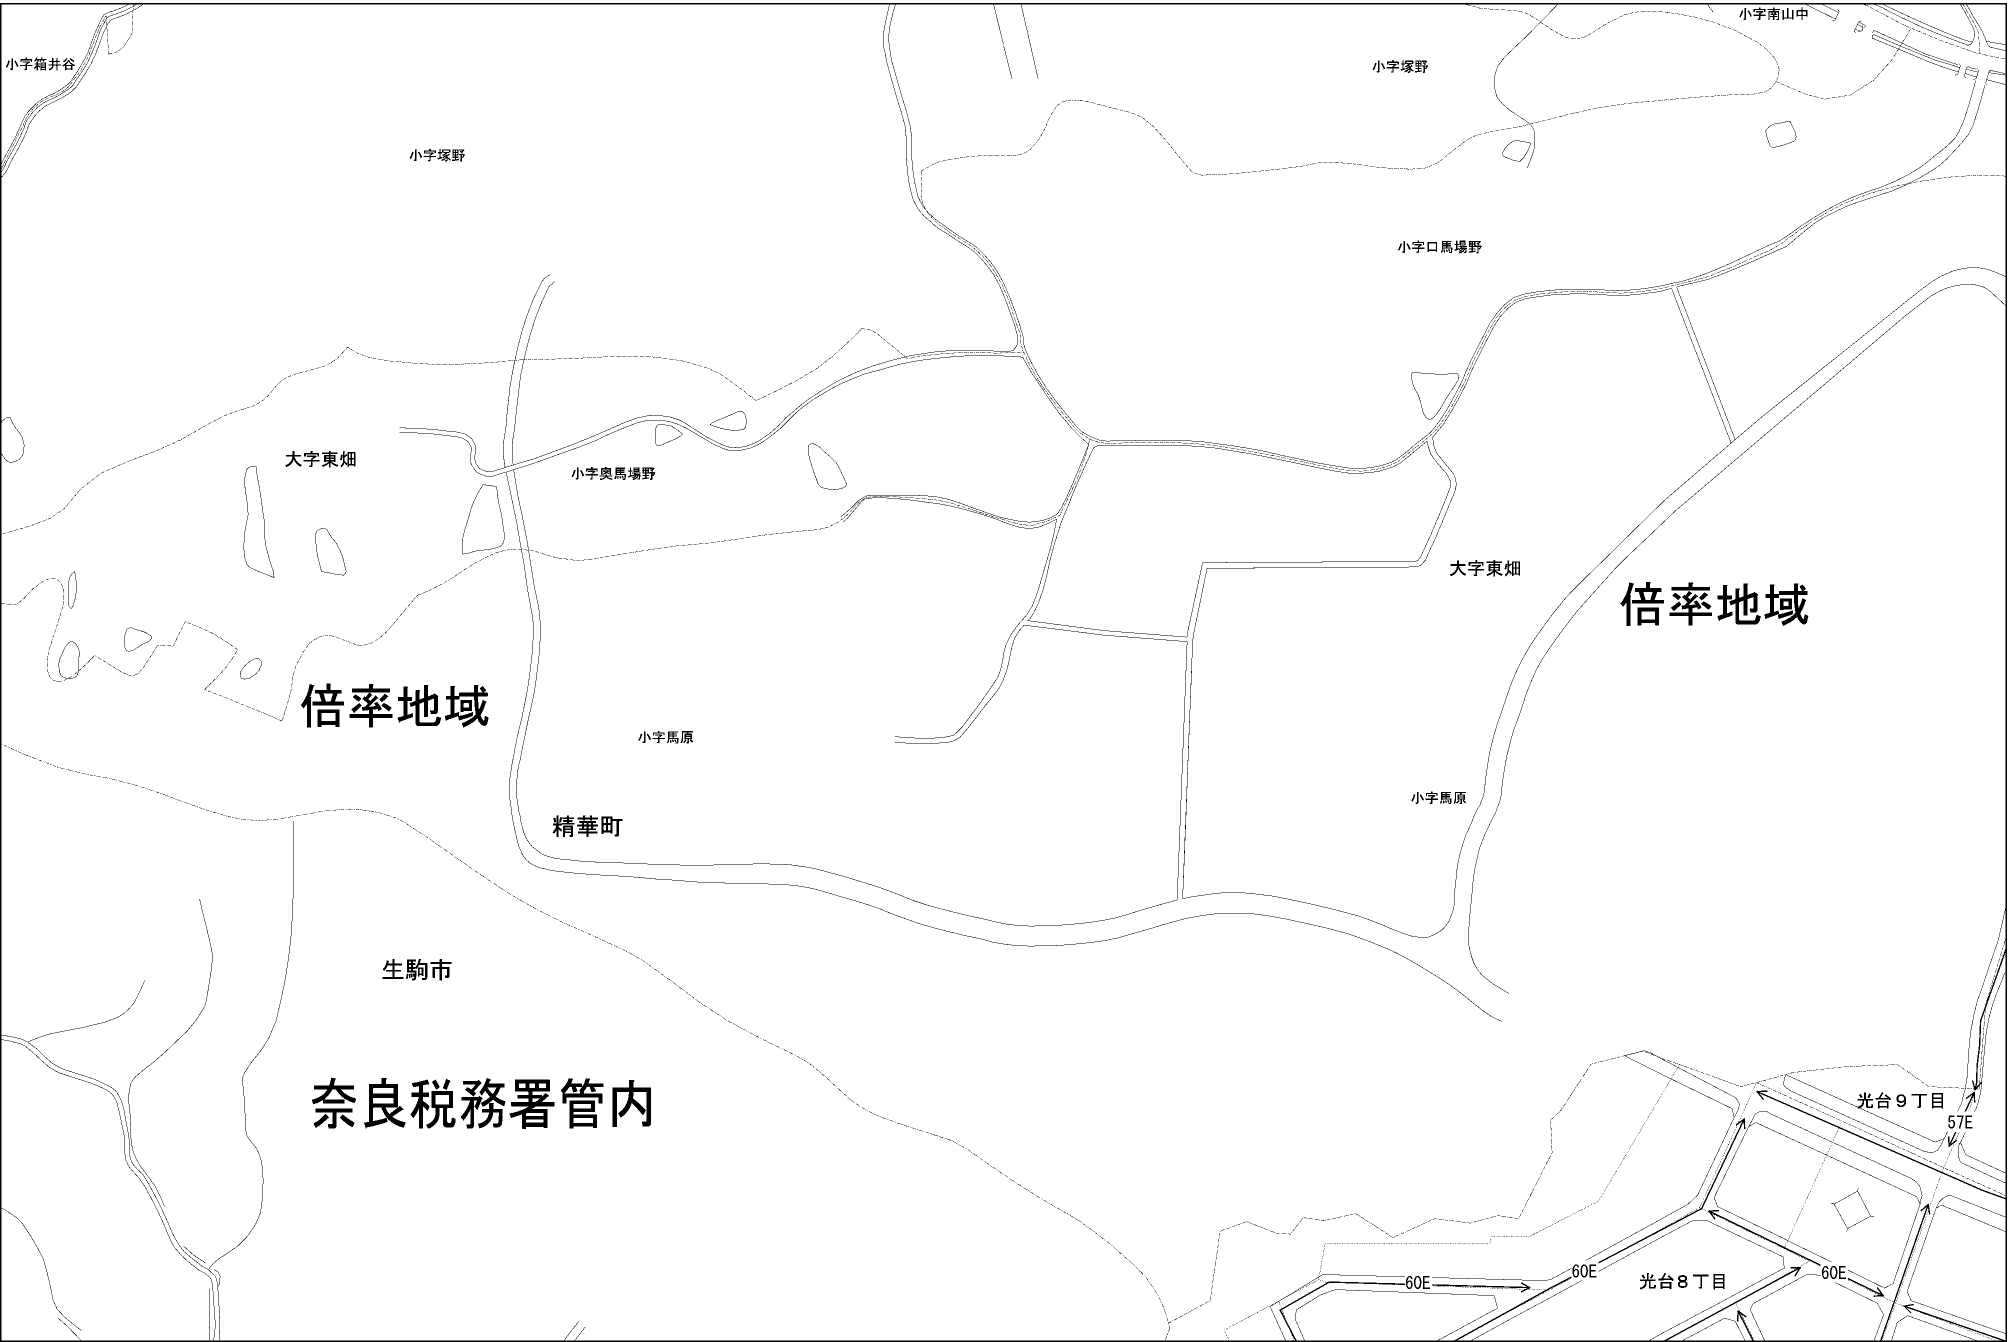 小字南山中
小字箱井谷
小字塚野
小字塚野
小字口馬場野
大字東畑
小字奥馬場野
大字東畑
倍率地域
倍率地域
小字馬原
小字馬原
精華町
生駒市
奈良税務署管内
光台9丁目
57E
60E
光台8丁目
60E
60E